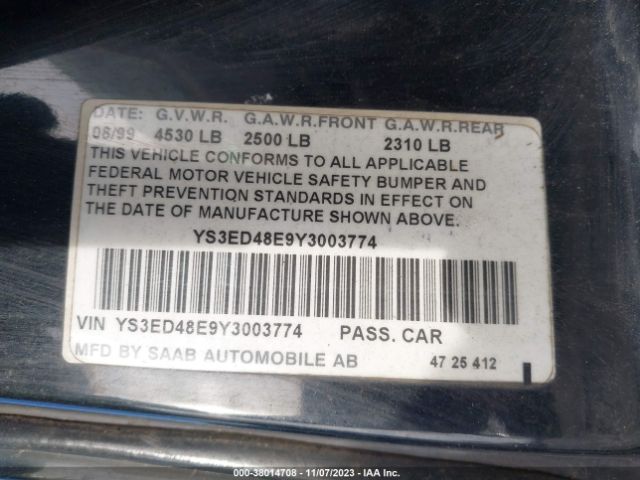 DATE: G.V.W.R. G.A.W.R.FRONT G.A.W.R.REAR
06/99 4530 LB 2500 LB 2310 LB
THIS VEHICLE CONFORMS TO ALL APPLICABLE
FEDERAL MOTOR VEHICLE SAFETY BUMPER AND
THEFT PREVENTION STANDARDS IN EFFECT ON
THE DATE OF MANUFACTURE SHOWN ABOVE.
YS3ED48E9Y3003774
VIN YS3ED48E9Y3003774 PASS. CAR
MFD BY SAAB AUTOMOBILE AB 47 25 412
000-38014708 - 11/07/2023 - IAA Inc.